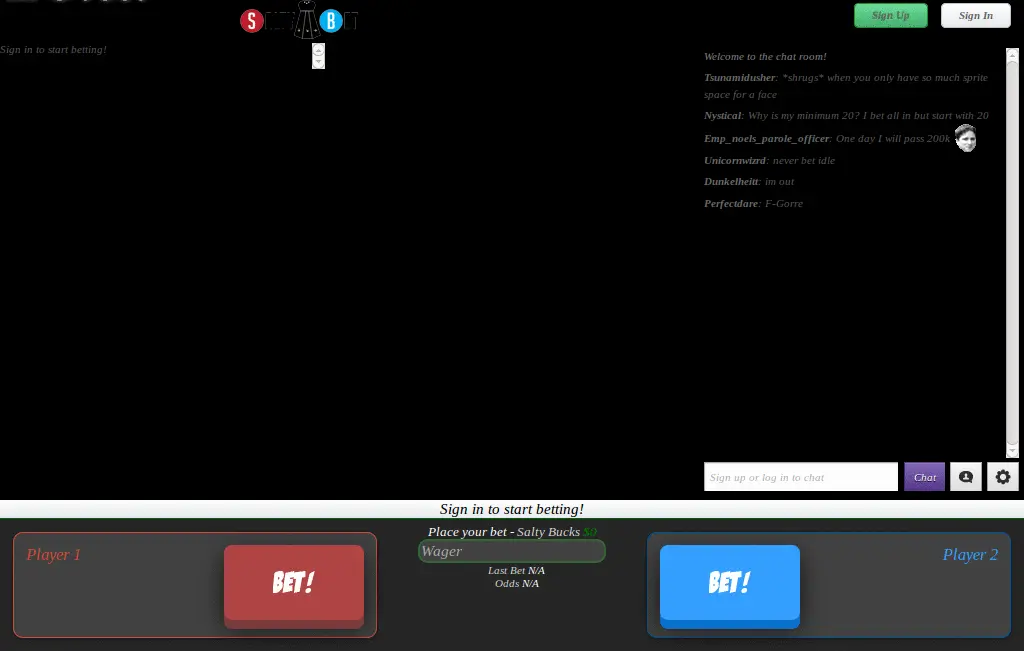 S
B
Sign Up
Sign In
Sign in to start betting!
Welcome to the chat room!
Tsunamidusher: *shrugs* when you only have so much sprite
space for a face
Nystical: Why is my minimum 20? I bet all in but start with 20
Emp_noels_parole_officer: One day I will pass 200k
Unicornwizrd: never bet idle
Dunkelheitt: im out
Perfectdare: F-Gorre
Sign up or log in to chat
Chat
Sign in to start betting!
Place your bet - Salty Bucks $0
Player 1
BET!
Wager
Last Bet N/A
Odds N/A
BET!
Player 2